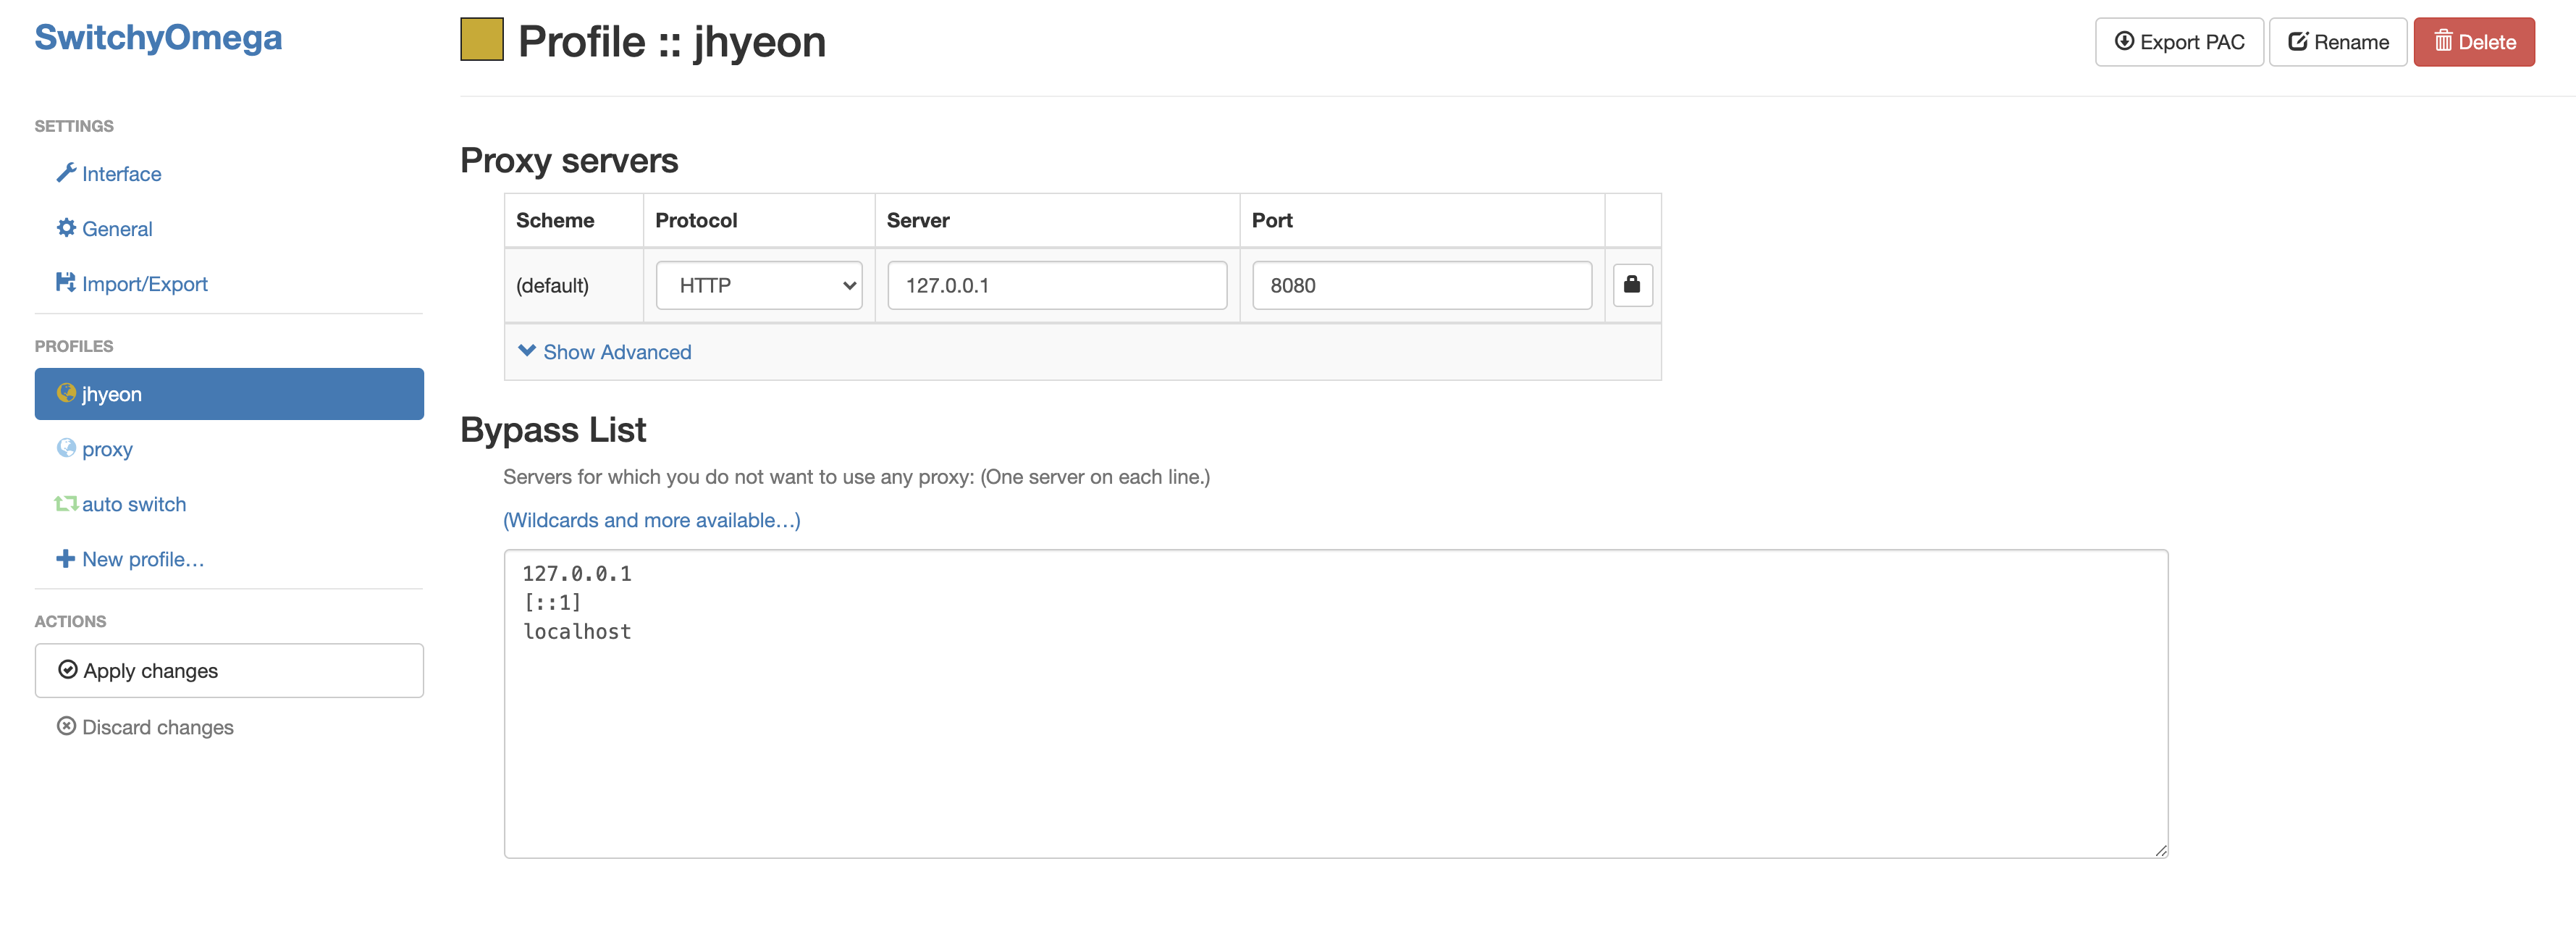 SwitchyOmega
SETTINGS
Interface
General
Import/Export
PROFILES
jhyeon
proxy
auto switch
New profile…
ACTIONS
Apply changes
Discard changes
Profile :: jhyeon
Export PAC
Rename
Delete
Proxy servers
Scheme Protocol Server Port
(default) HTTP 127.0.0.1 8080
Show Advanced
Bypass List
Servers for which you do not want to use any proxy: (One server on each line.)
(Wildcards and more available…)
127.0.0.1
[::1]
localhost